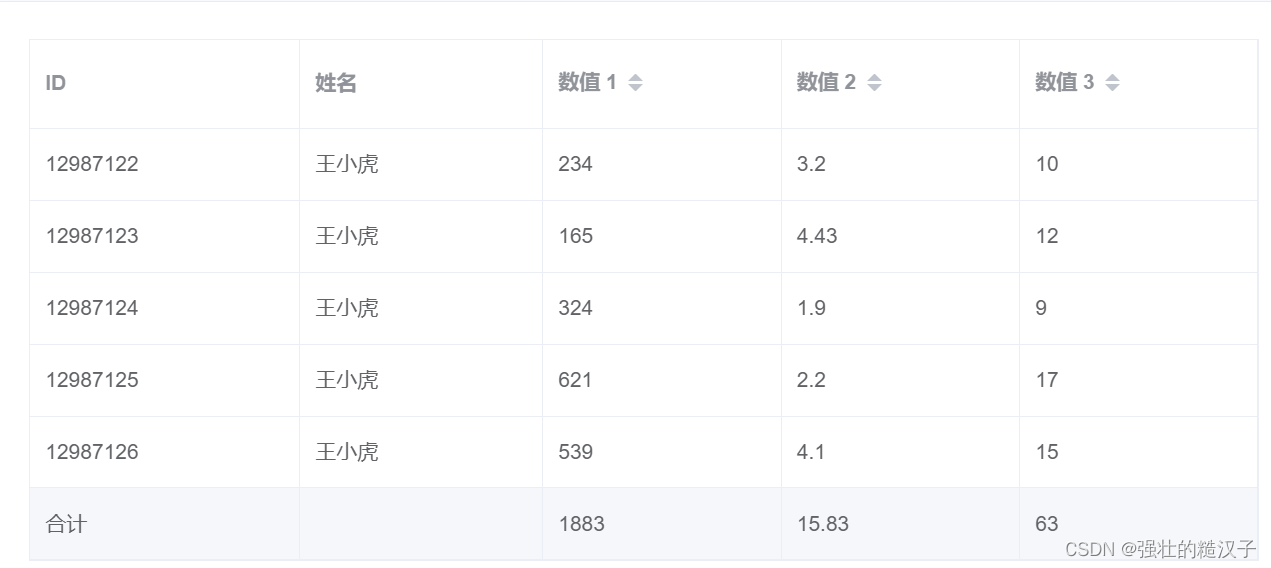 ID 姓名 数值 1 数值 2 数值 3
12987122 王小虎 234 3.2 10
12987123 王小虎 165 4.43 12
12987124 王小虎 324 1.9 9
12987125 王小虎 621 2.2 17
12987126 王小虎 539 4.1 15
合计 1883 15.83 63
CSDN @强壮的糙汉子